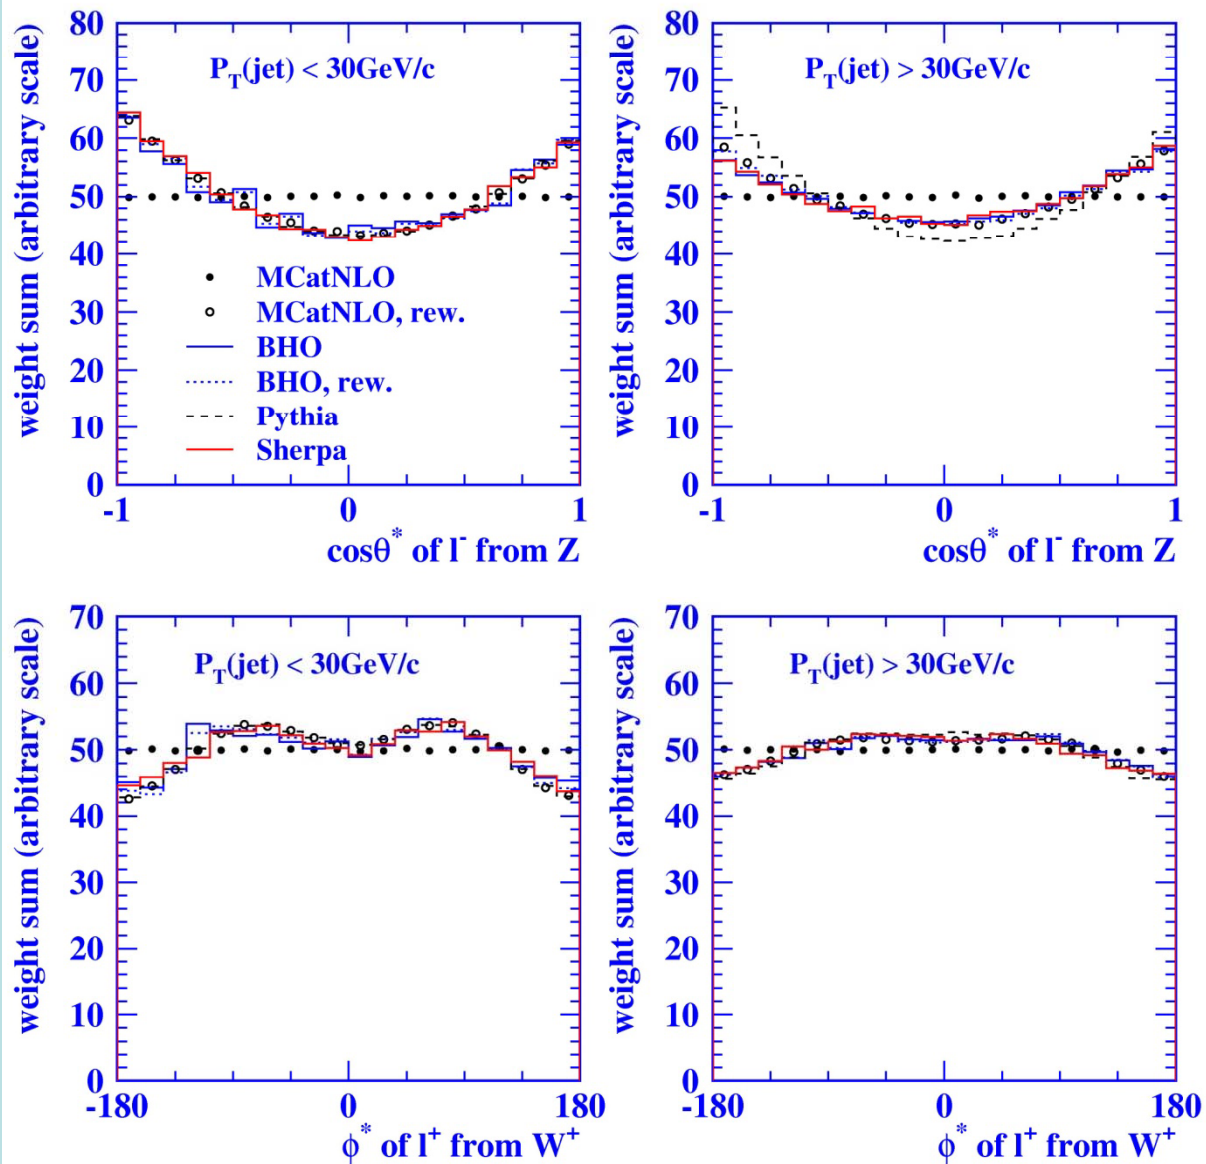 weight sum (arbitrary scale)
80
70
60
50
40
30
20
10
0
P_T(jet) < 30GeV/c
MCatNLO
MCatNLO, rew.
BHO
BHO, rew.
Pythia
Sherpa
-1 0 1
cosθ* of l⁻ from Z
weight sum (arbitrary scale)
80
70
60
50
40
30
20
10
0
P_T(jet) > 30GeV/c
-1 0 1
cosθ* of l⁻ from Z
weight sum (arbitrary scale)
70
60
50
40
30
20
10
0
P_T(jet) < 30GeV/c
-180 0 180
ϕ* of l⁺ from W⁺
weight sum (arbitrary scale)
70
60
50
40
30
20
10
0
P_T(jet) > 30GeV/c
-180 0 180
ϕ* of l⁺ from W⁺